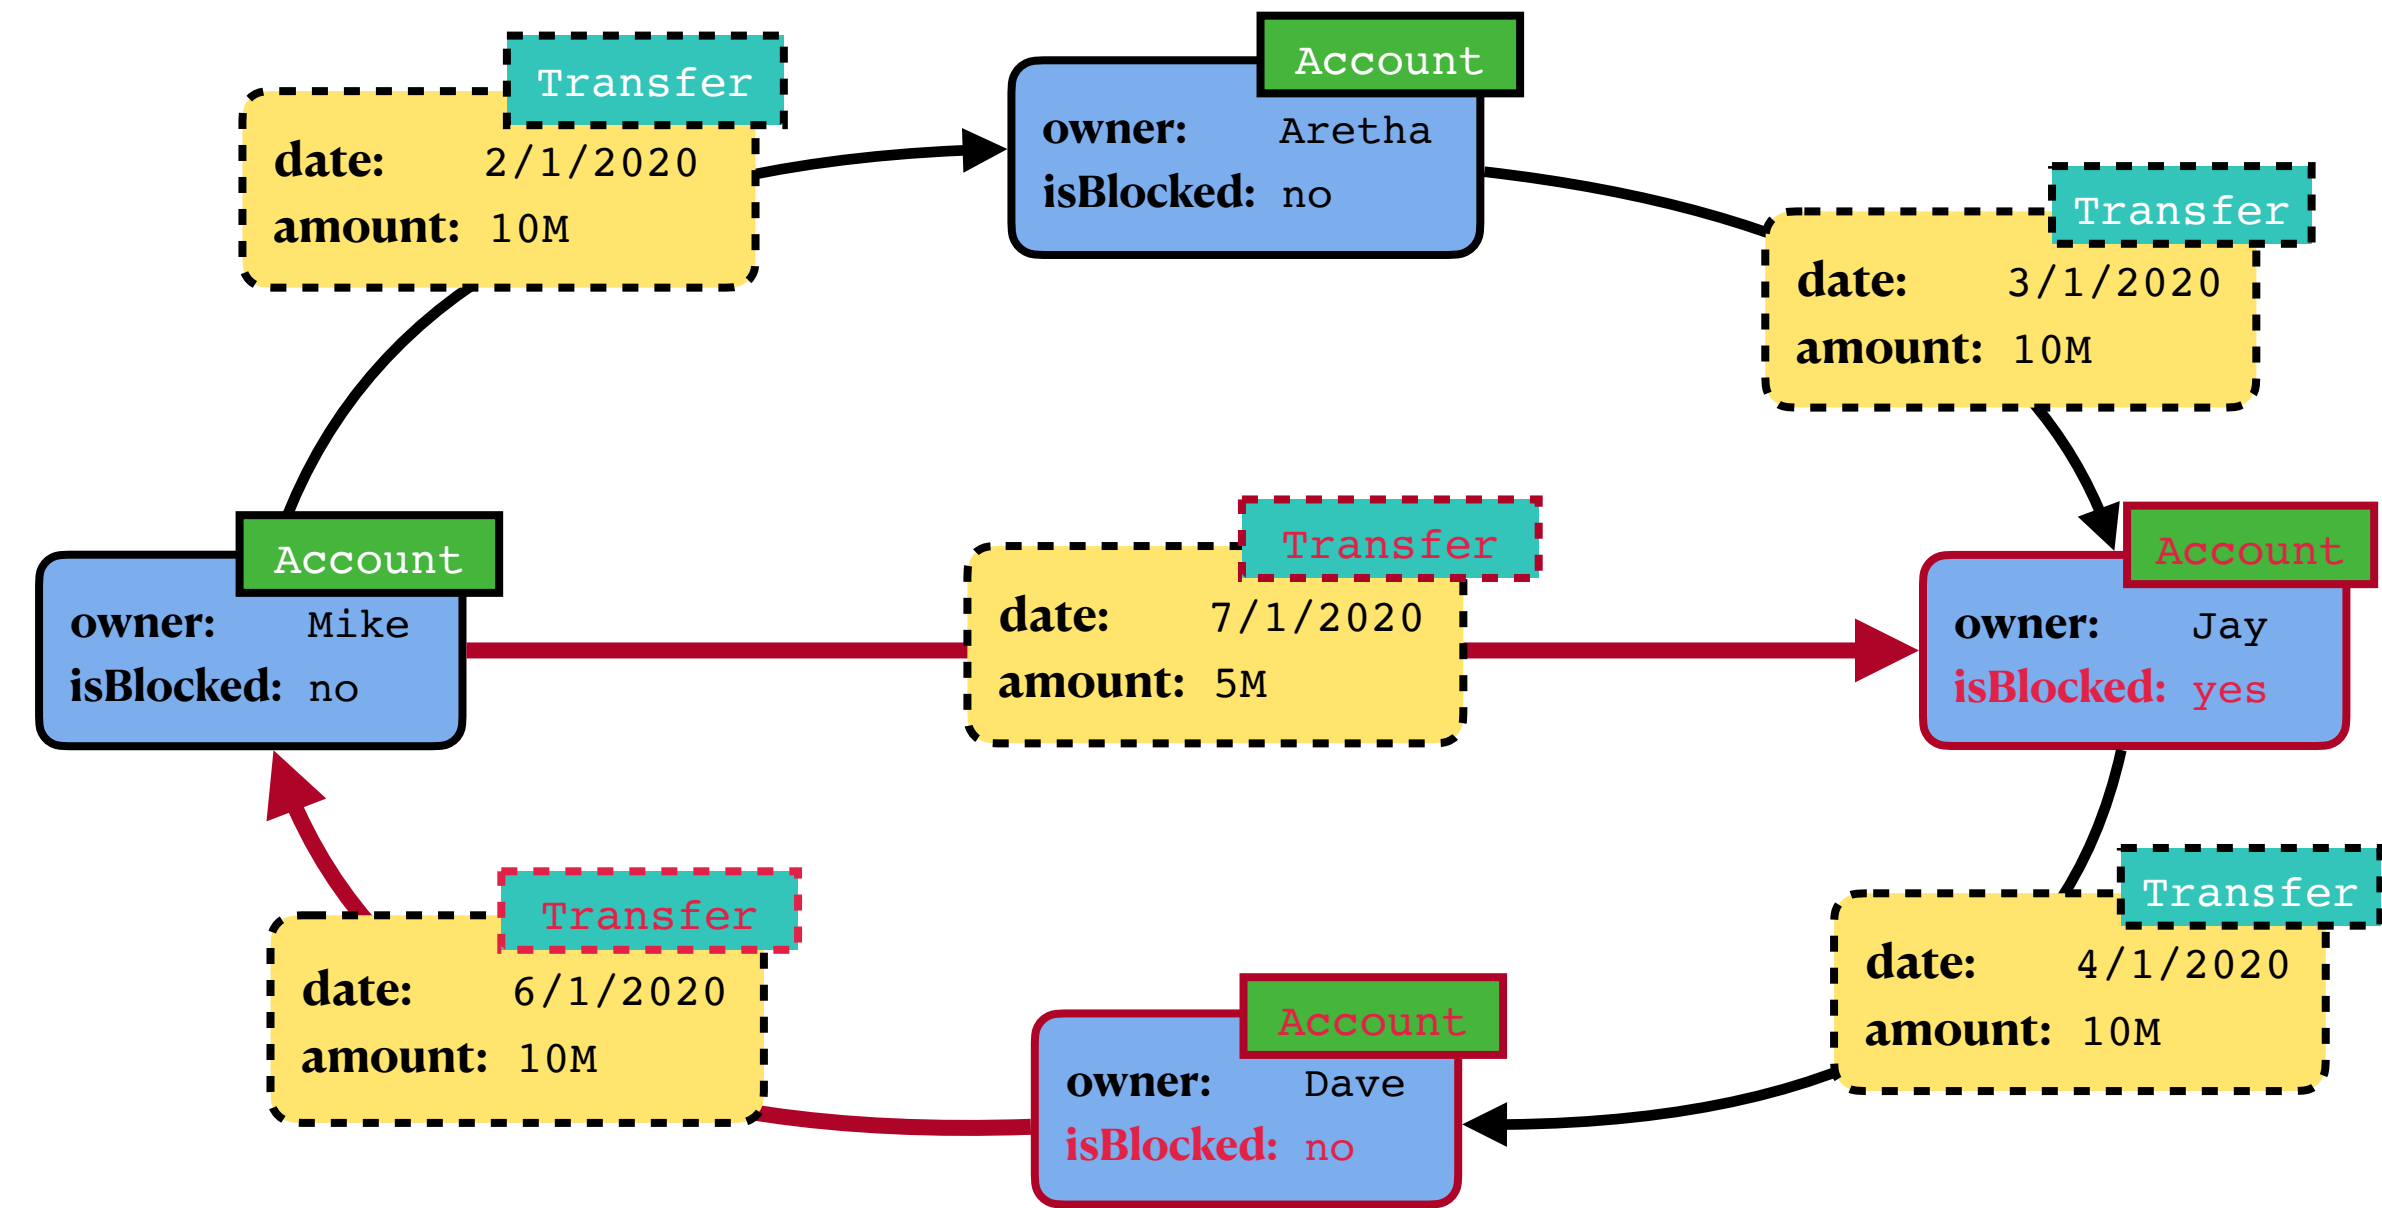 Transfer
date: 2/1/2020
amount: 10M
Account
owner: Aretha
isBlocked: no
Transfer
date: 3/1/2020
amount: 10M
Account
owner: Mike
isBlocked: no
Transfer
date: 7/1/2020
amount: 5M
Account
owner: Jay
isBlocked: yes
Transfer
date: 6/1/2020
amount: 10M
Account
owner: Dave
isBlocked: no
Transfer
date: 4/1/2020
amount: 10M